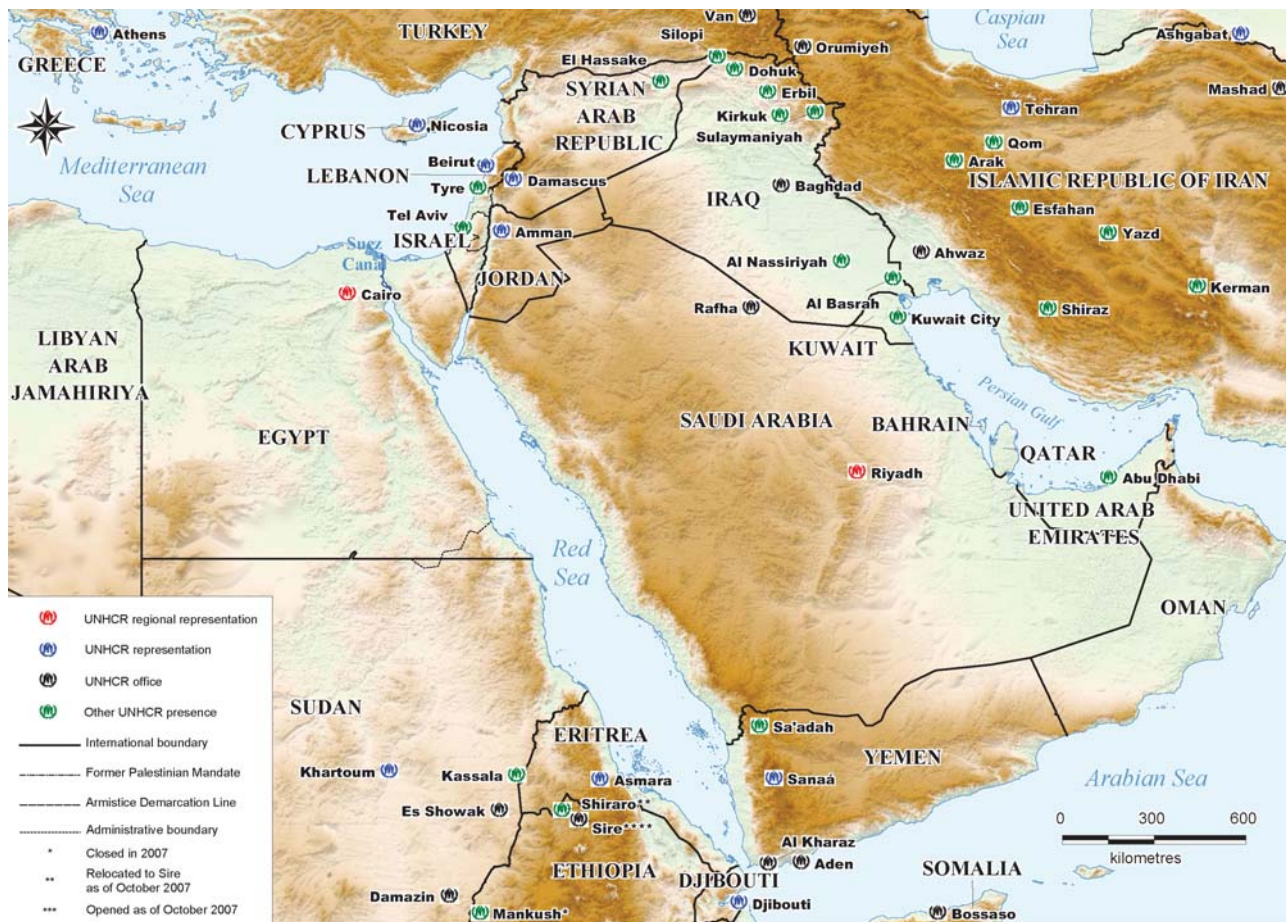 Van
Caspian
Sea
Athens
TURKEY
Silopi
Orumiyeh
Ashgabat
GREECE
El Hassake
Dohuk
Mashad
SYRIAN
ARAB
REPUBLIC
Erbil
Tehran
CYPRUS
Nicosia
Kirkuk
Sulaymaniyah
Qom
Mediterranean
Sea
Beirut
Arak
LEBANON
Damascus
ISLAMIC REPUBLIC OF IRAN
Tyre
IRAQ
Baghdad
Esfahan
Tel Aviv
Yazd
ISRAEL
Amman
Suez
Canal
Ahwaz
Al Nassiriyah
JORDAN
Kerman
Cairo
Al Basrah
Rafha
Shiraz
Kuwait City
LIBYAN
ARAB
JAMAHIRIYA
KUWAIT
Persian Gulf
SAUDI ARABIA
BAHRAIN
EGYPT
QATAR
Riyadh
Abu Dhabi
UNITED ARAB
EMIRATES
Red
Sea
OMAN
UNHCR regional representation
UNHCR representation
UNHCR office
Other UNHCR presence
International boundary
Former Palestinian Mandate
Armistice Demarcation Line
Administrative boundary
* Closed in 2007
** Relocated to Sire
as of October 2007
*** Opened as of October 2007
SUDAN
Sa'adah
ERITREA
YEMEN
Khartoum
Kassala
Asmara
Sanaá
Arabian Sea
Shiraro**
Es Showak
Sire****
0 300 600
kilometres
Al Kharaz
Aden
ETHIOPIA
DJIBOUTI
SOMALIA
Damazin
Djibouti
Mankush*
Bossaso